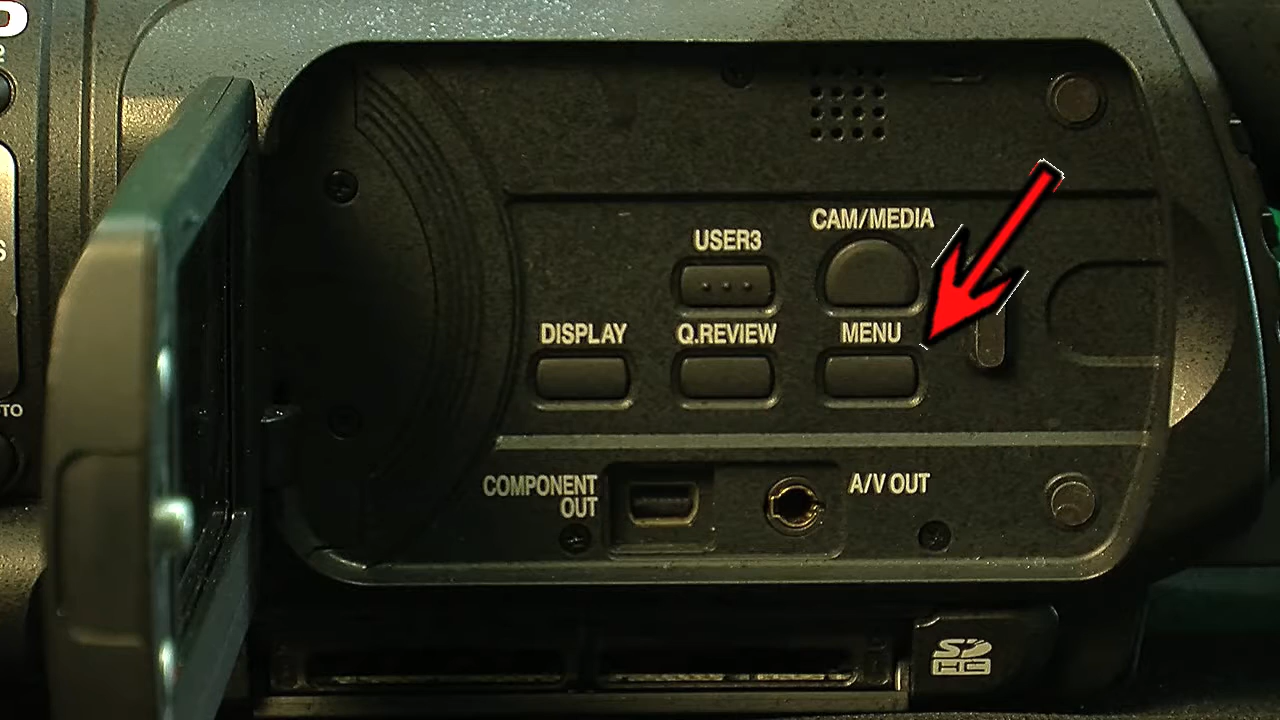 CAM/MEDIA
USER3
DISPLAY
Q.REVIEW
MENU
COMPONENT
OUT
A/V OUT
SD
HC